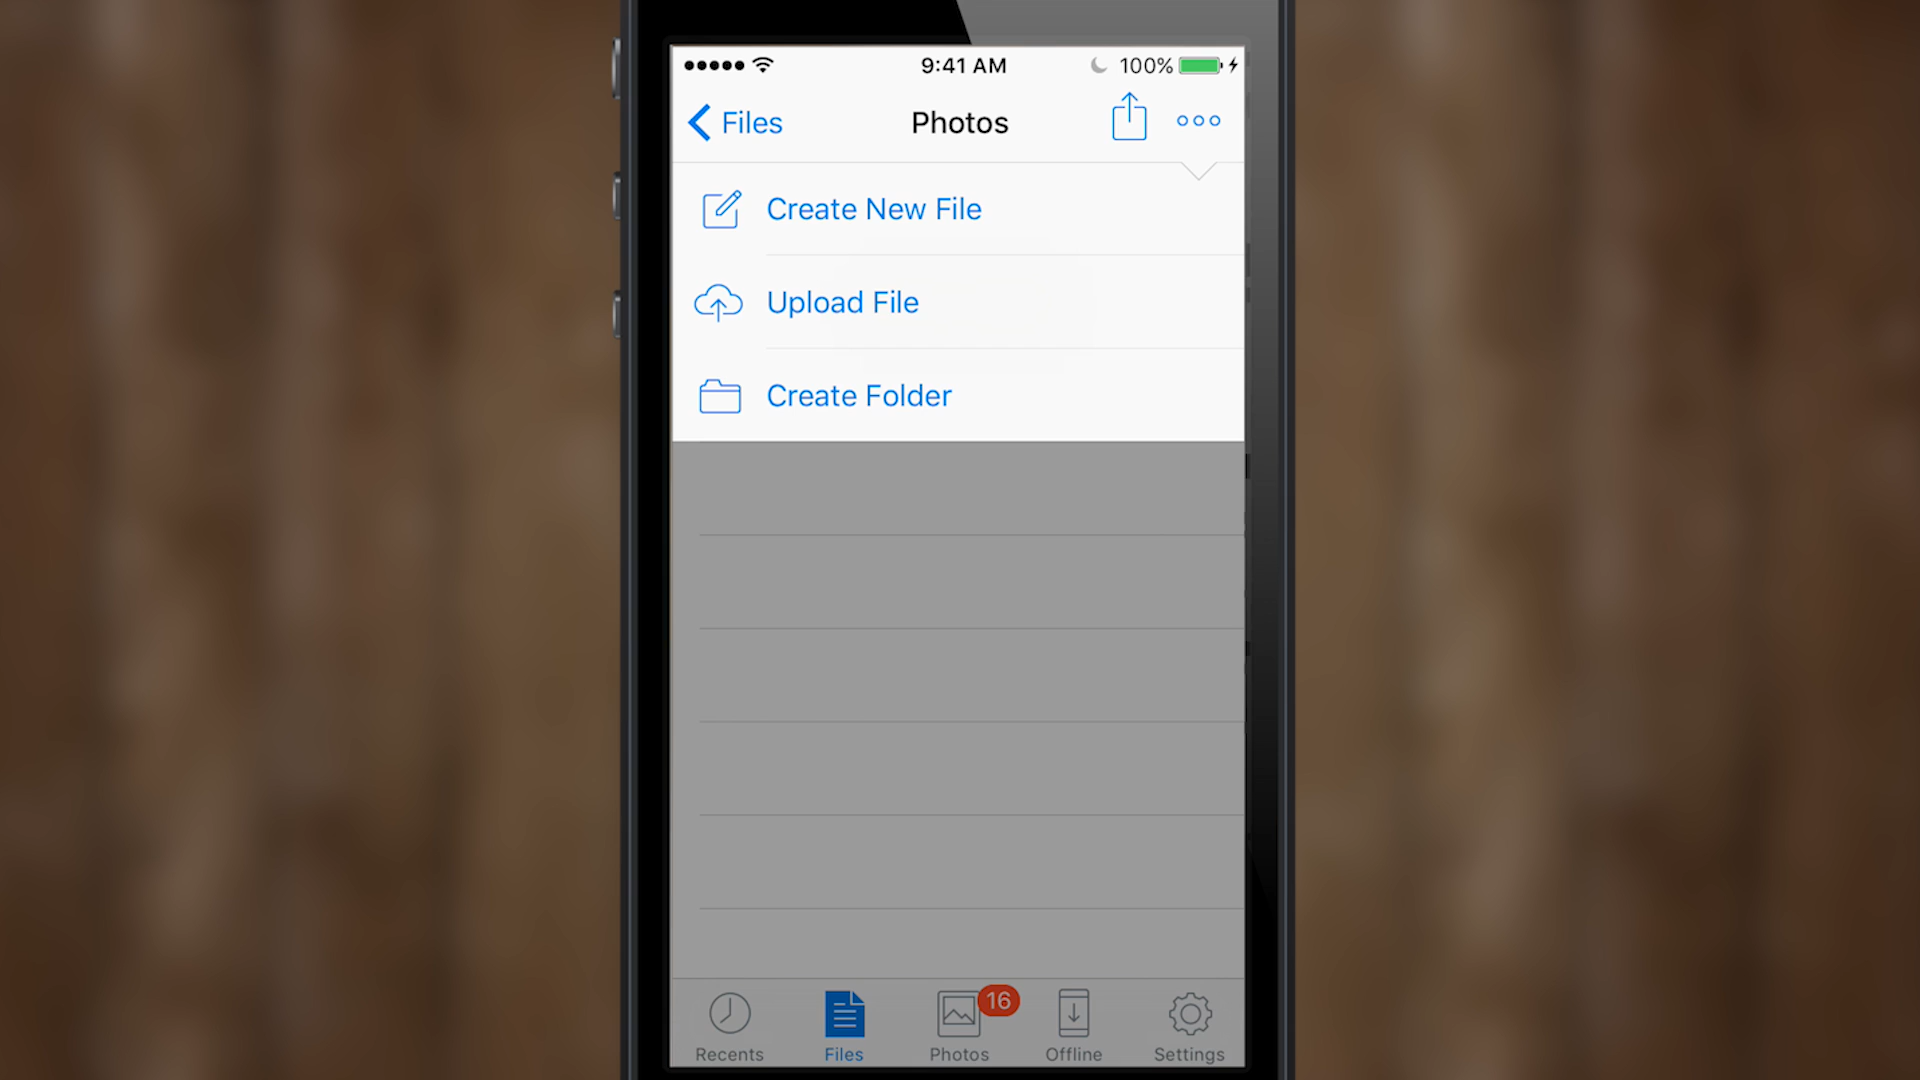 9:41 AM 100%
Files Photos
Create New File
Upload File
Create Folder
16
Recents Files Photos Offline Settings